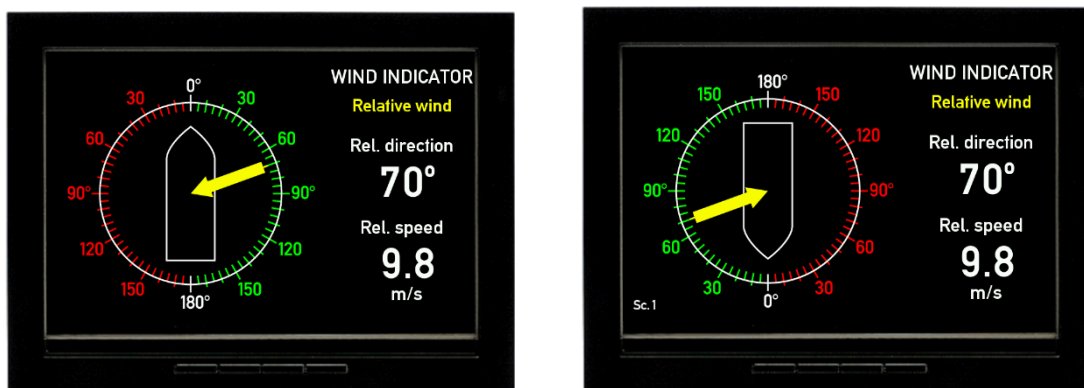 WIND INDICATOR
Relative wind
Rel. direction
70°
Rel. speed
9.8
m/s
0°
30
30
60
60
90°
90°
120
120
150
150
180°
WIND INDICATOR
Relative wind
Rel. direction
70°
Rel. speed
9.8
m/s
180°
150
150
120
120
90°
90°
60
60
30
30
0°
Sc.1